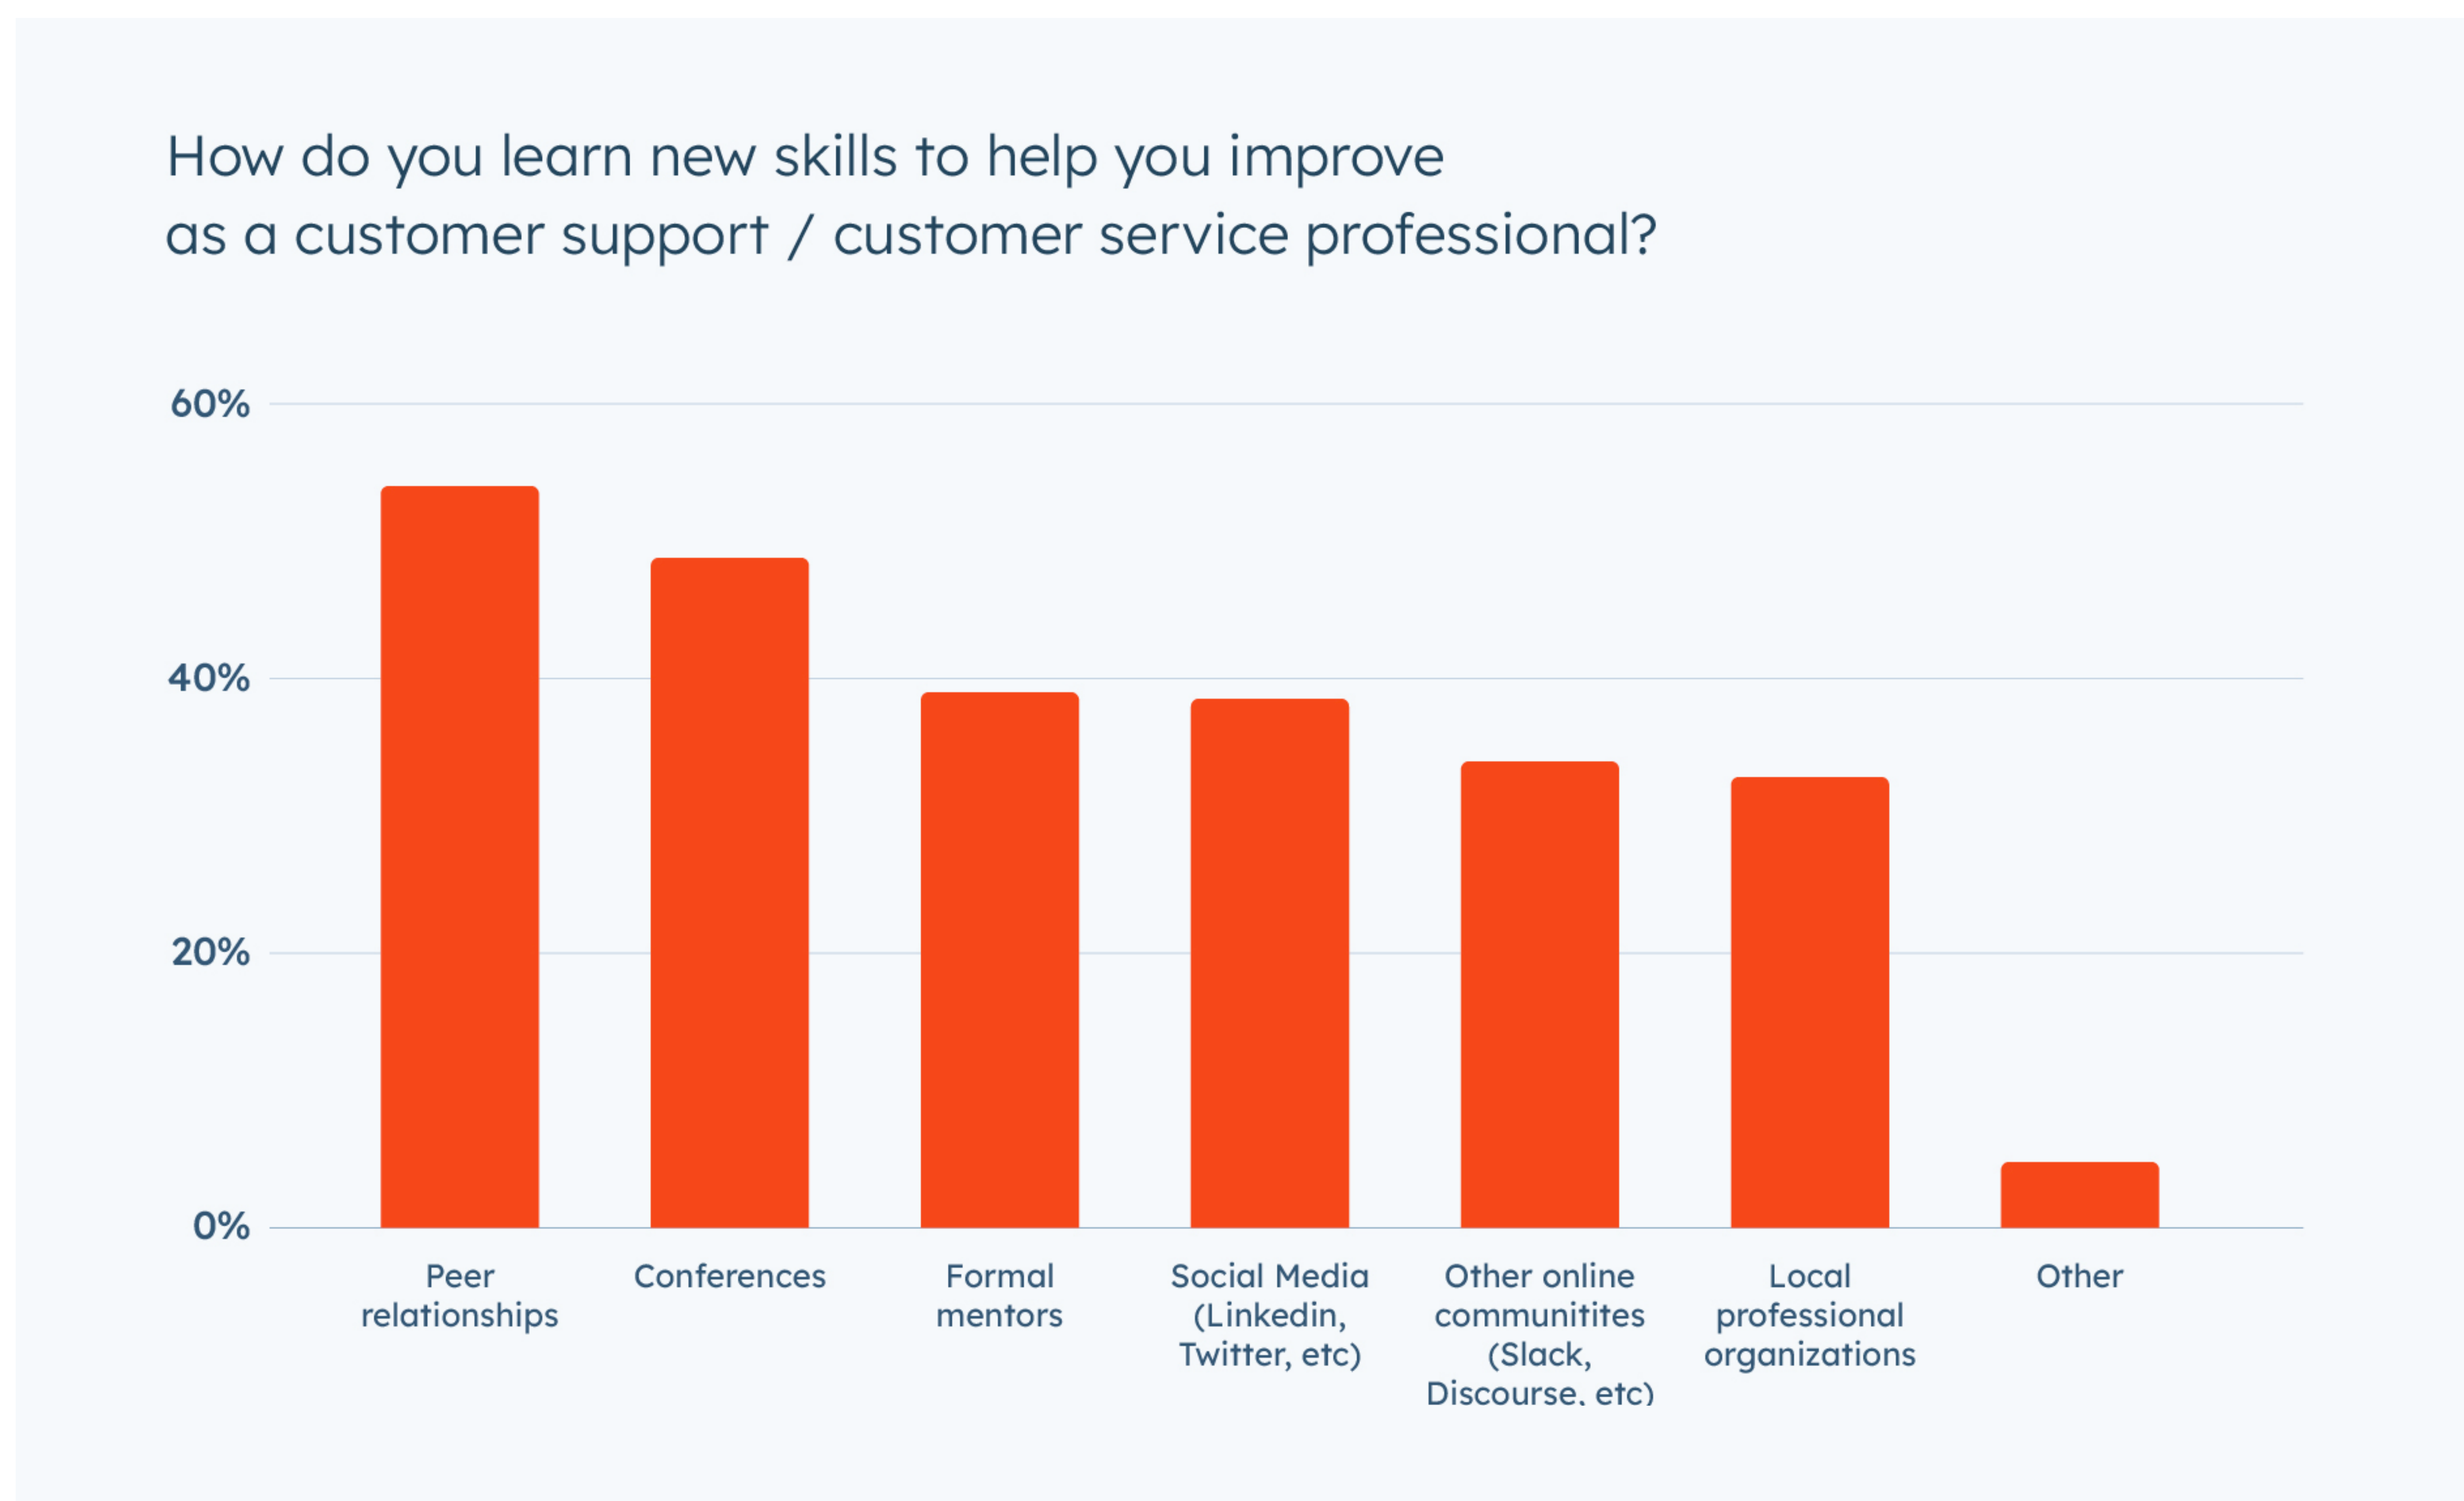 How do you learn new skills to help you improve
as a customer support / customer service professional?
60%
40%
20%
0%
Peer
relationships
Conferences
Formal
mentors
Social Media
(Linkedin,
Twitter, etc)
Other online
communitites
(Slack,
Discourse, etc)
Local
professional
organizations
Other